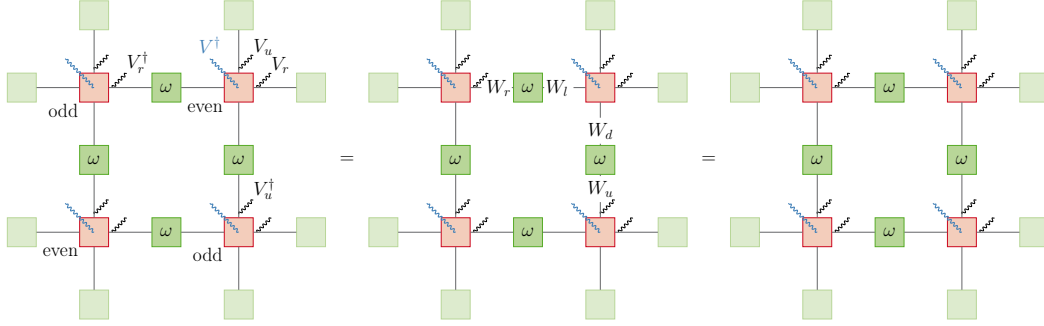 V† V_u
V_r† V_r
ω W_r ω W_l ω
odd even
W_d
ω ω = ω ω = ω ω
V_u† W_u
ω ω ω
even odd